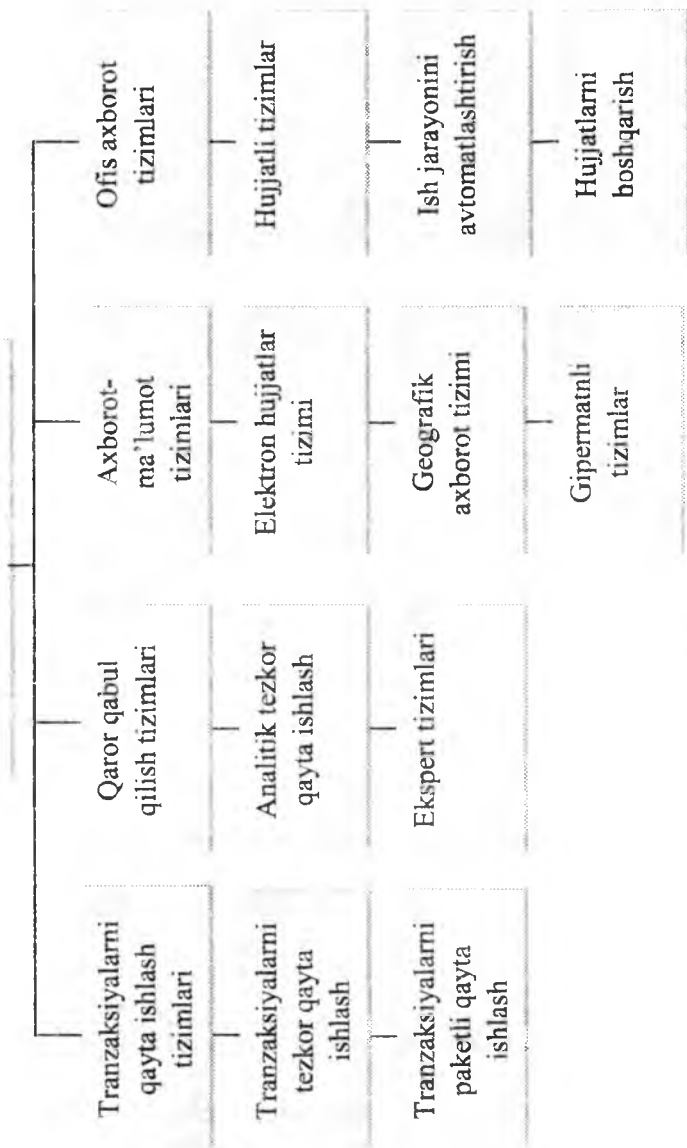 Tranzaksiyalarni
qayta ishlash
tizimlari
Tranzaksiyalarni
tezkor qayta
ishlash
Tranzaksiyalarni
paketli qayta
ishlash
Qaror qabul
qilish tizimlari
Analitik tezkor
qayta ishlash
Ekspert tizimlari
Axborot-
ma’lumot
tizimlari
Elektron hujjatlar
tizimi
Geografik
axborot tizimi
Gipermatnli
tizimlar
Ofis axborot
tizimlari
Hujjatli tizimlar
Ish jarayonini
avtomatlashtirish
Hujjatlarni
boshqarish